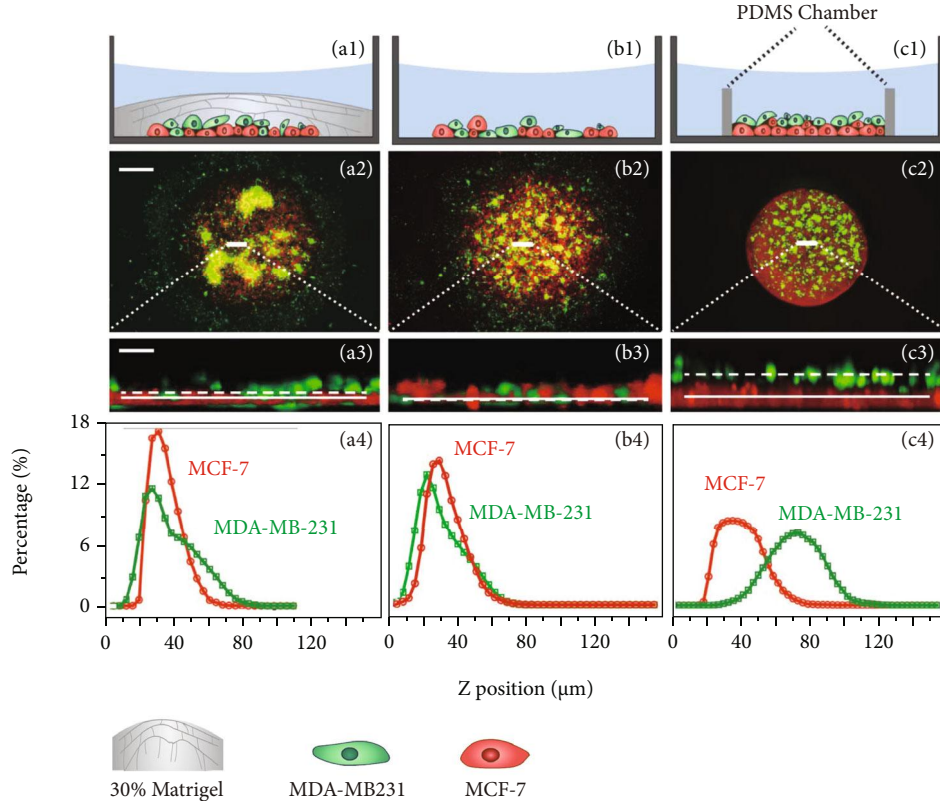 PDMS Chamber
(a1)
(b1)
(c1)
(a2)
(b2)
(c2)
(a3)
(b3)
(c3)
18
12
6
0
Percentage (%)
(a4)
MCF-7
MDA-MB-231
0 40 80 120
(b4)
MCF-7
MDA-MB-231
0 40 80 120
(c4)
MCF-7
MDA-MB-231
0 40 80 120
Z position (μm)
30% Matrigel
MDA-MB231
MCF-7